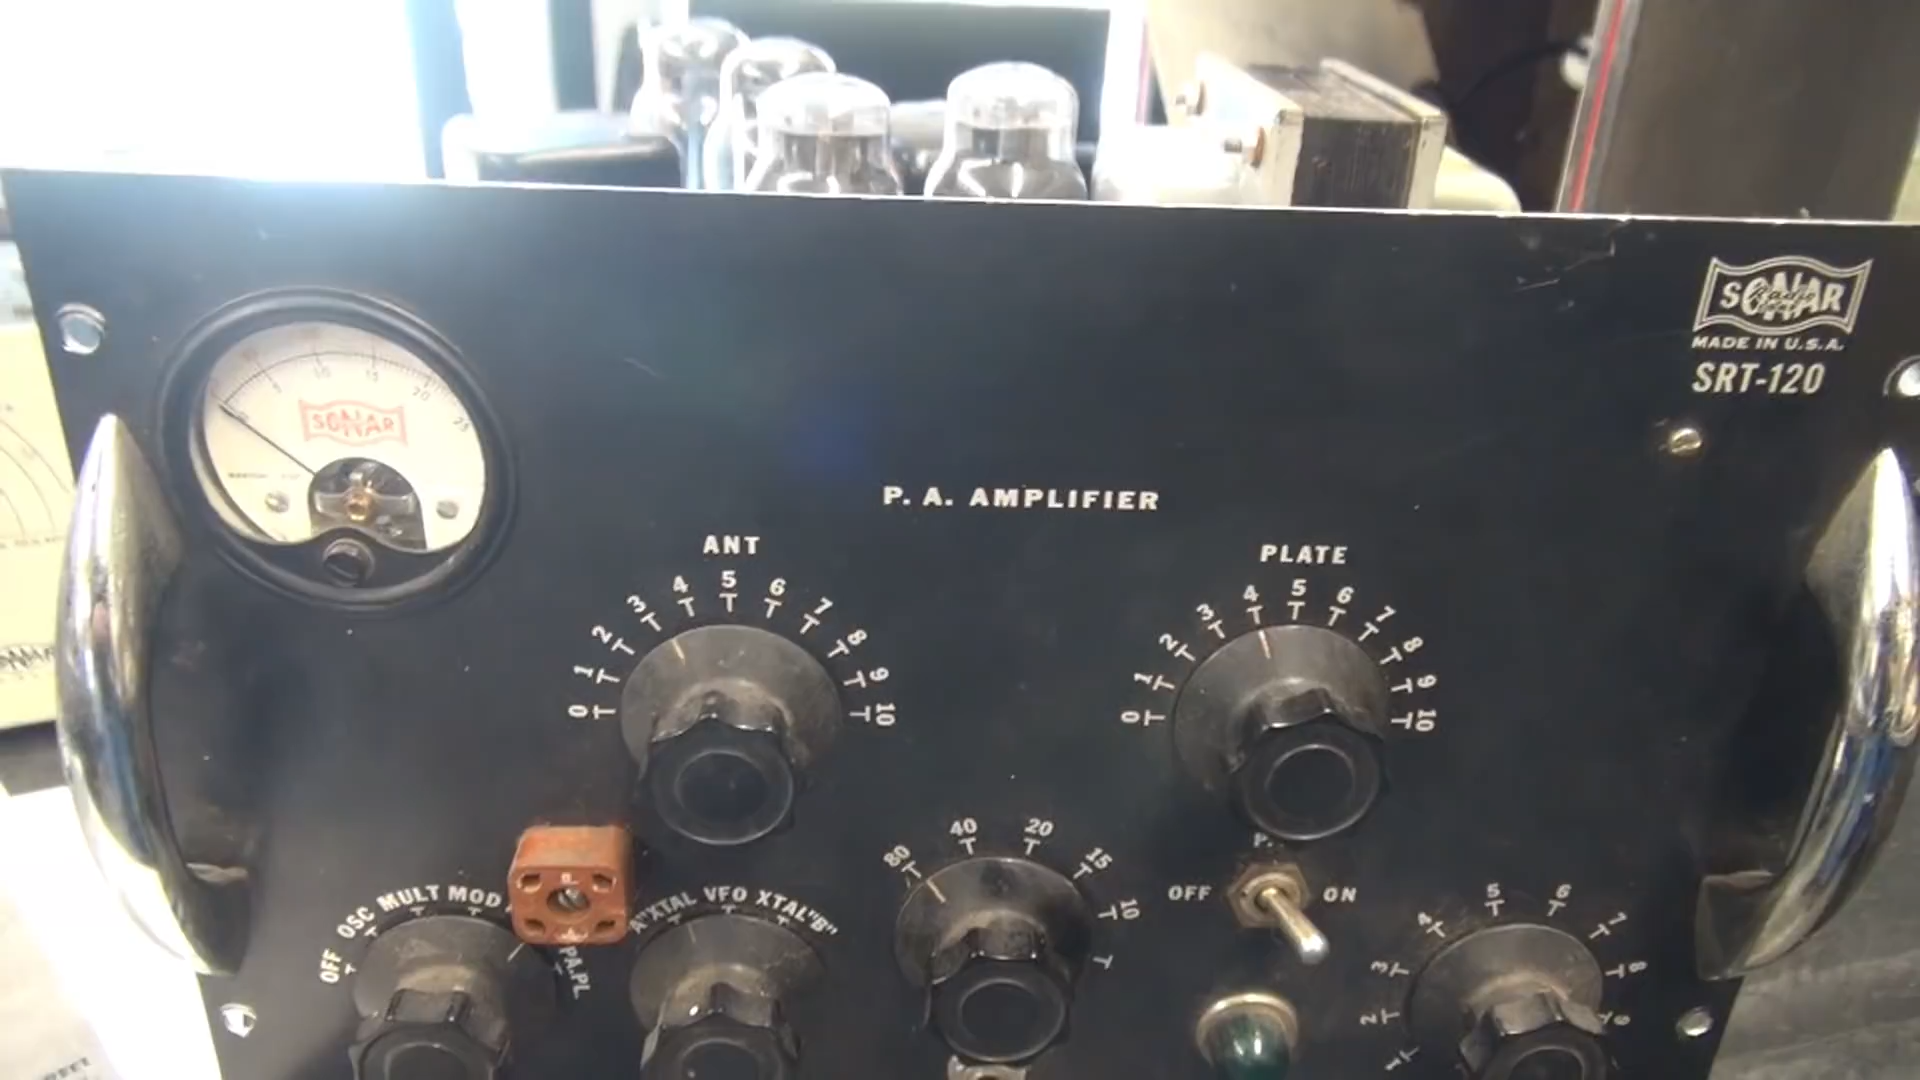 SONAR
MADE IN U.S.A.
SRT-120
5 10 15 20 25
SONAR
P. A. AMPLIFIER
ANT
0 1 2 3 4 5 6 7 8 9 10
PLATE
0 1 2 3 4 5 6 7 8 9 10
OFF OSC MULT MOD PA.PL.
"A" XTAL VFO XTAL "B"
80 40 20 15 10
OFF ON
1 2 3 4 5 6 7 8 9